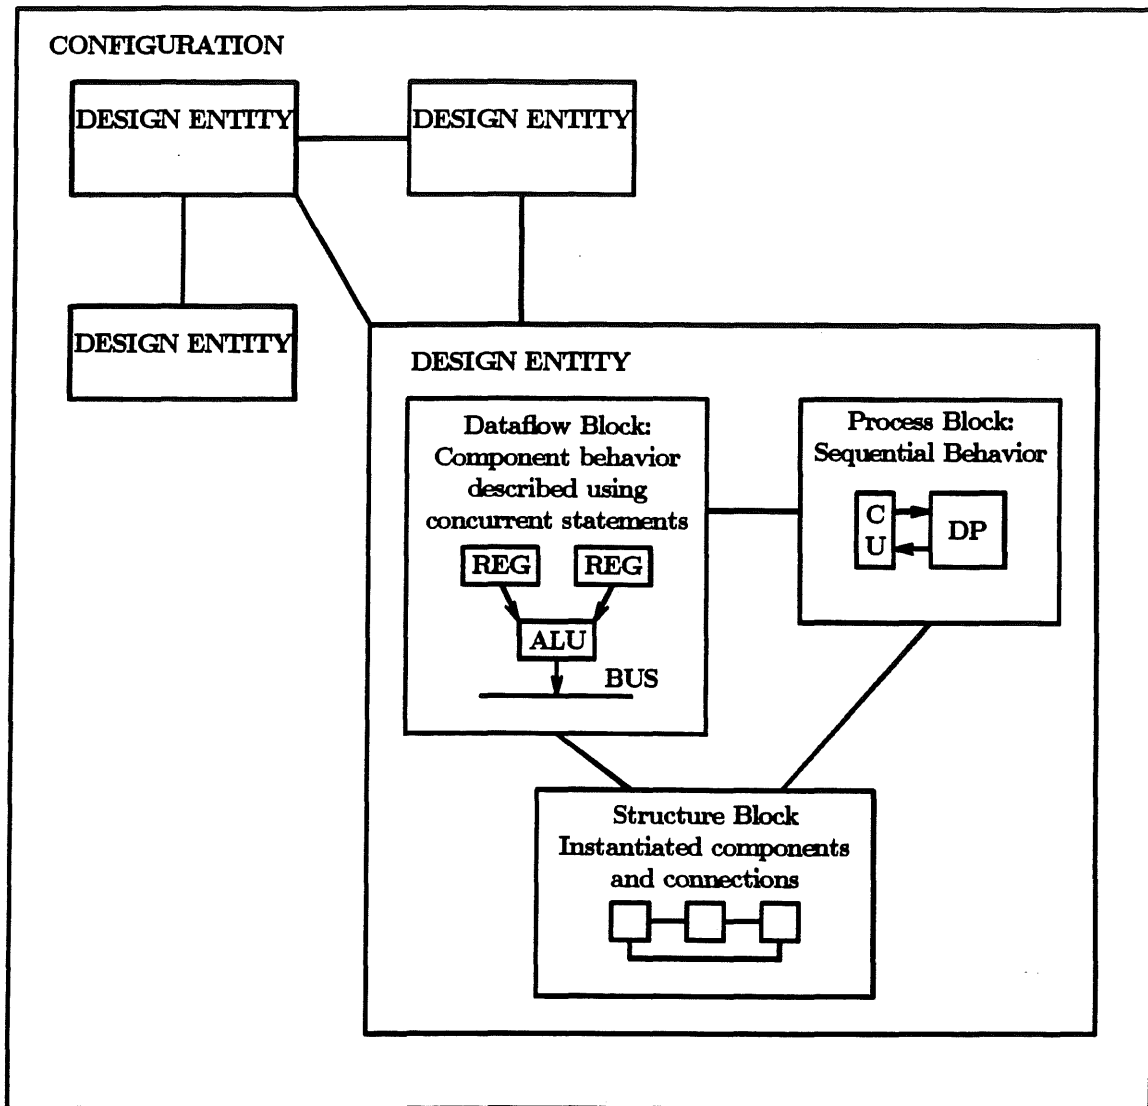 CONFIGURATION
DESIGN ENTITY
DESIGN ENTITY
DESIGN ENTITY
DESIGN ENTITY
Dataflow Block:
Component behavior
described using
concurrent statements
REG
REG
ALU
BUS
Process Block:
Sequential Behavior
C
U
DP
Structure Block
Instantiated components
and connections